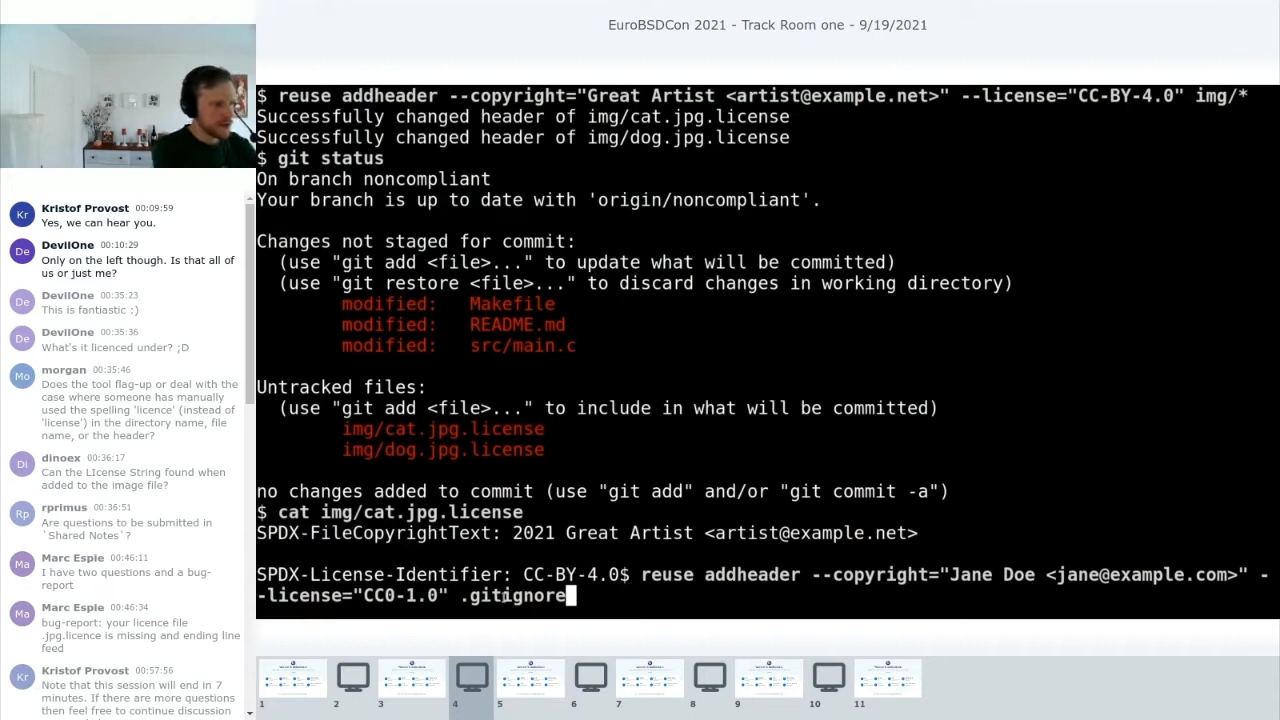 EuroBSDCon 2021 - Track Room one - 9/19/2021
$ reuse addheader --copyright="Great Artist <artist@example.net>" --license="CC-BY-4.0" img/*
Successfully changed header of img/cat.jpg.license
Successfully changed header of img/dog.jpg.license
$ git status
On branch noncompliant
Your branch is up to date with 'origin/noncompliant'.
Changes not staged for commit:
(use "git add <file>..." to update what will be committed)
(use "git restore <file>..." to discard changes in working directory)
modified: Makefile
modified: README.md
modified: src/main.c
Untracked files:
(use "git add <file>..." to include in what will be committed)
img/cat.jpg.license
img/dog.jpg.license
no changes added to commit (use "git add" and/or "git commit -a")
$ cat img/cat.jpg.license
SPDX-FileCopyrightText: 2021 Great Artist <artist@example.net>
SPDX-License-Identifier: CC-BY-4.0$ reuse addheader --copyright="Jane Doe <jane@example.com>" -
-license="CC0-1.0" .gitignore
Kr
Kristof Provost 00:09:59
Yes, we can hear you.
De
DevilOne 00:10:29
Only on the left though. Is that all of
us or just me?
De
DevilOne 00:35:23
This is fantiastic :)
De
DevilOne 00:35:36
What's it licenced under? ;D
Mo
morgan 00:35:46
Does the tool flag-up or deal with the
case where someone has manually
used the spelling 'licence' (instead of
'license') in the directory name, file
name, or the header?
Di
dinoex 00:36:17
Can the LIcense String found when
added to the image file?
Rp
rprimus 00:36:51
Are questions to be submitted in
`Shared Notes`?
Ma
Marc Espie 00:46:11
I have two questions and a bug-
report
Ma
Marc Espie 00:46:34
bug-report: your licence file
.jpg.licence is missing and ending line
feed
Kr
Kristof Provost 00:57:56
Note that this session will end in 7
minutes. If there are more questions
then feel free to continue discussion
1
2
3
4
5
6
7
8
9
10
11